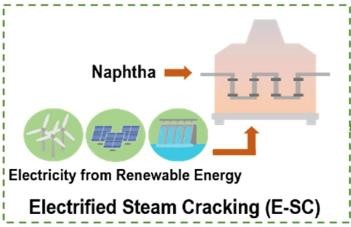 Naphtha
Electricity from Renewable Energy
Electrified Steam Cracking (E-SC)